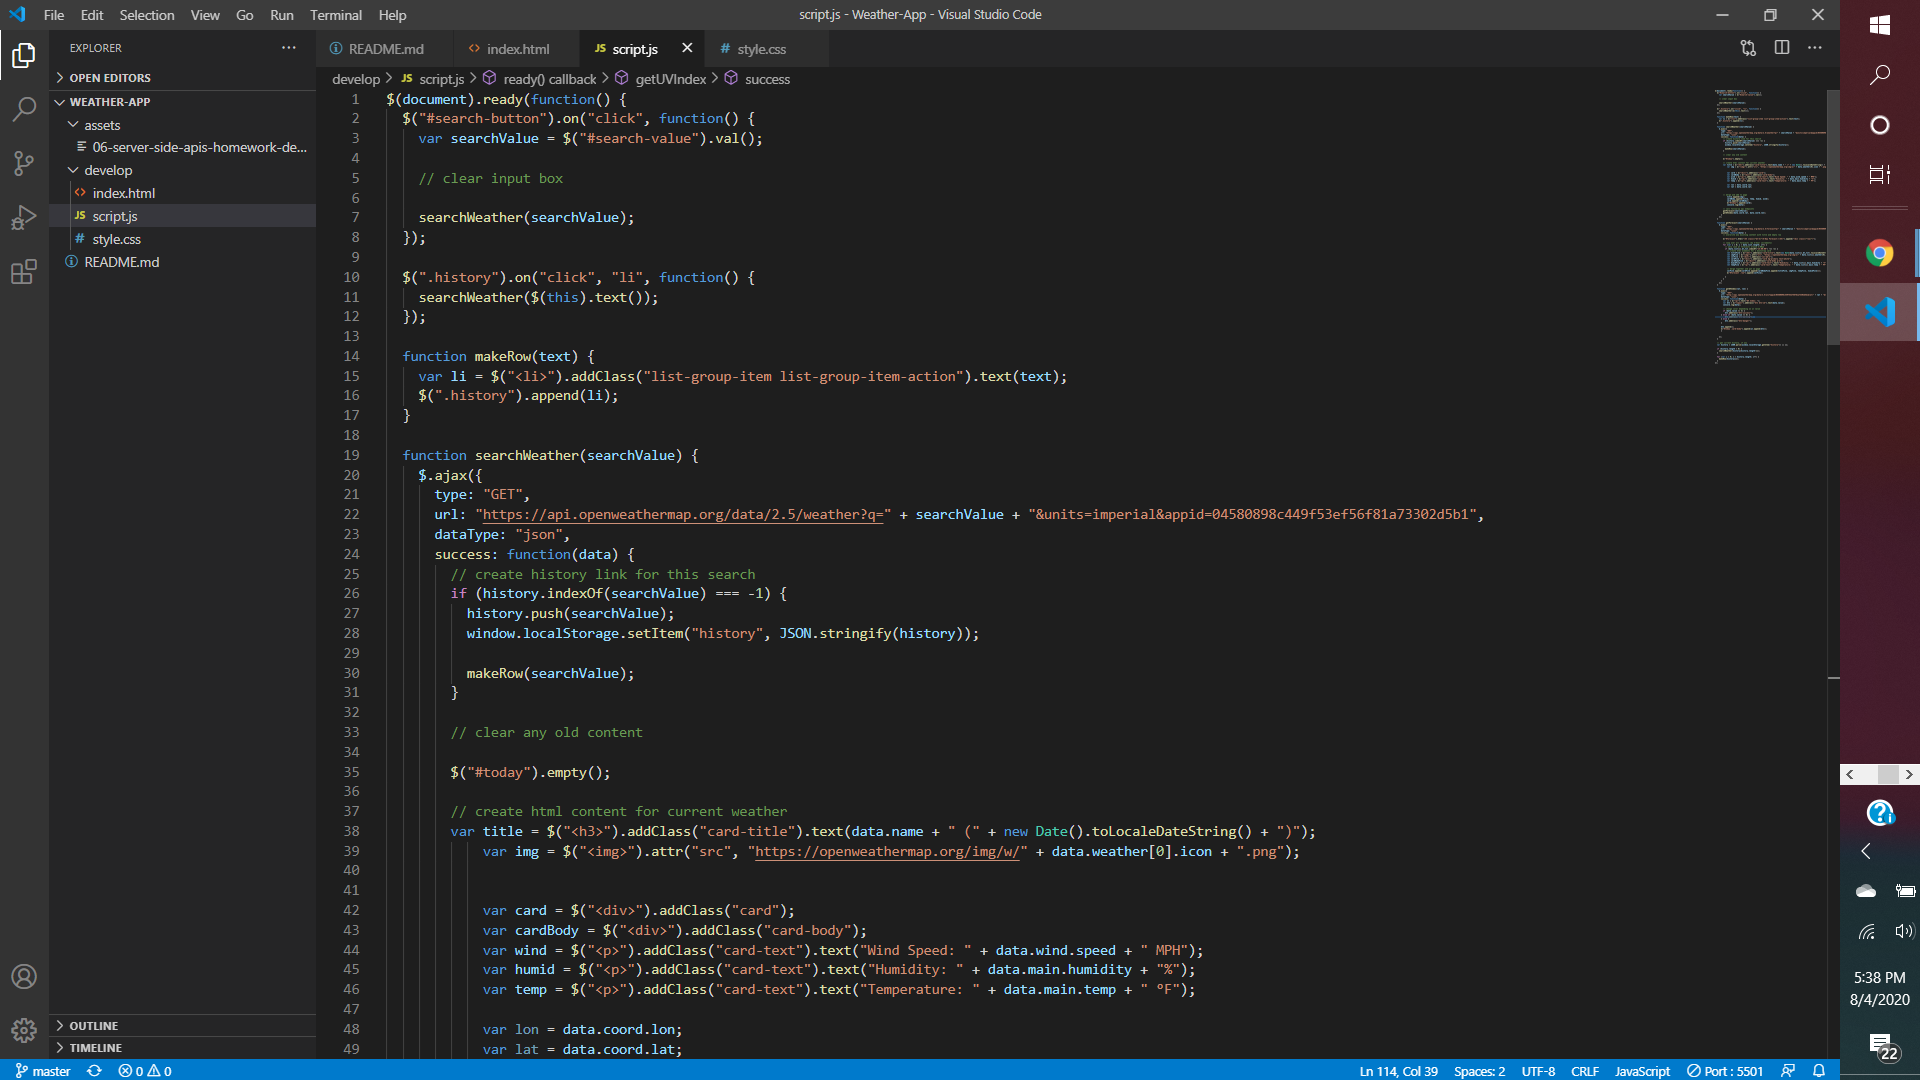 File Edit Selection View Go Run Terminal Help
script.js - Weather-App - Visual Studio Code
EXPLORER
OPEN EDITORS
WEATHER-APP
assets
06-server-side-apis-homework-de...
develop
index.html
script.js
style.css
README.md
OUTLINE
TIMELINE
README.md index.html script.js style.css
develop > JS script.js > ready() callback > getUVIndex > success
1 $(document).ready(function() {
2 $("#search-button").on("click", function() {
3 var searchValue = $("#search-value").val();
4
5 // clear input box
6
7 searchWeather(searchValue);
8 });
9
10 $(".history").on("click", "li", function() {
11 searchWeather($(this).text());
12 });
13
14 function makeRow(text) {
15 var li = $("<li>").addClass("list-group-item list-group-item-action").text(text);
16 $(".history").append(li);
17 }
18
19 function searchWeather(searchValue) {
20 $.ajax({
21 type: "GET",
22 url: "https://api.openweathermap.org/data/2.5/weather?q=" + searchValue + "&units=imperial&appid=04580898c449f53ef56f81a73302d5b1",
23 dataType: "json",
24 success: function(data) {
25 // create history link for this search
26 if (history.indexOf(searchValue) === -1) {
27 history.push(searchValue);
28 window.localStorage.setItem("history", JSON.stringify(history));
29
30 makeRow(searchValue);
31 }
32
33 // clear any old content
34
35 $("#today").empty();
36
37 // create html content for current weather
38 var title = $("<h3>").addClass("card-title").text(data.name + " (" + new Date().toLocaleDateString() + ")");
39 var img = $("<img>").attr("src", "https://openweathermap.org/img/w/" + data.weather[0].icon + ".png");
40
41
42 var card = $("<div>").addClass("card");
43 var cardBody = $("<div>").addClass("card-body");
44 var wind = $("<p>").addClass("card-text").text("Wind Speed: " + data.wind.speed + " MPH");
45 var humid = $("<p>").addClass("card-text").text("Humidity: " + data.main.humidity + "%");
46 var temp = $("<p>").addClass("card-text").text("Temperature: " + data.main.temp + " °F");
47
48 var lon = data.coord.lon;
49 var lat = data.coord.lat;
master 0 0 Ln 114, Col 39 Spaces: 2 UTF-8 CRLF JavaScript Port : 5501
5:38 PM
8/4/2020
22